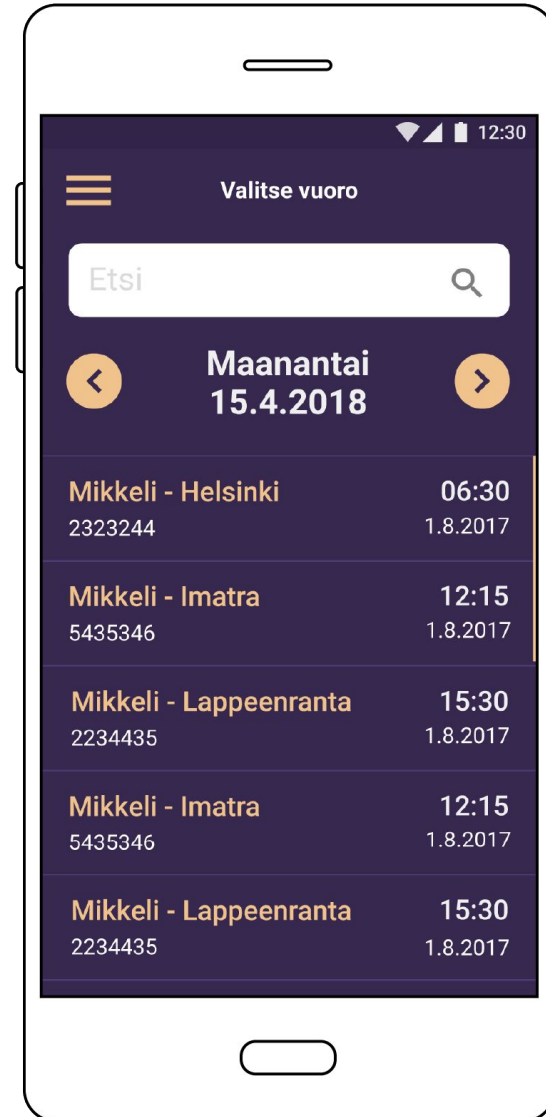 12:30
Valitse vuoro
Etsi
Maanantai
15.4.2018
Mikkeli - Helsinki 06:30
2323244 1.8.2017
Mikkeli - Imatra 12:15
5435346 1.8.2017
Mikkeli - Lappeenranta 15:30
2234435 1.8.2017
Mikkeli - Imatra 12:15
5435346 1.8.2017
Mikkeli - Lappeenranta 15:30
2234435 1.8.2017